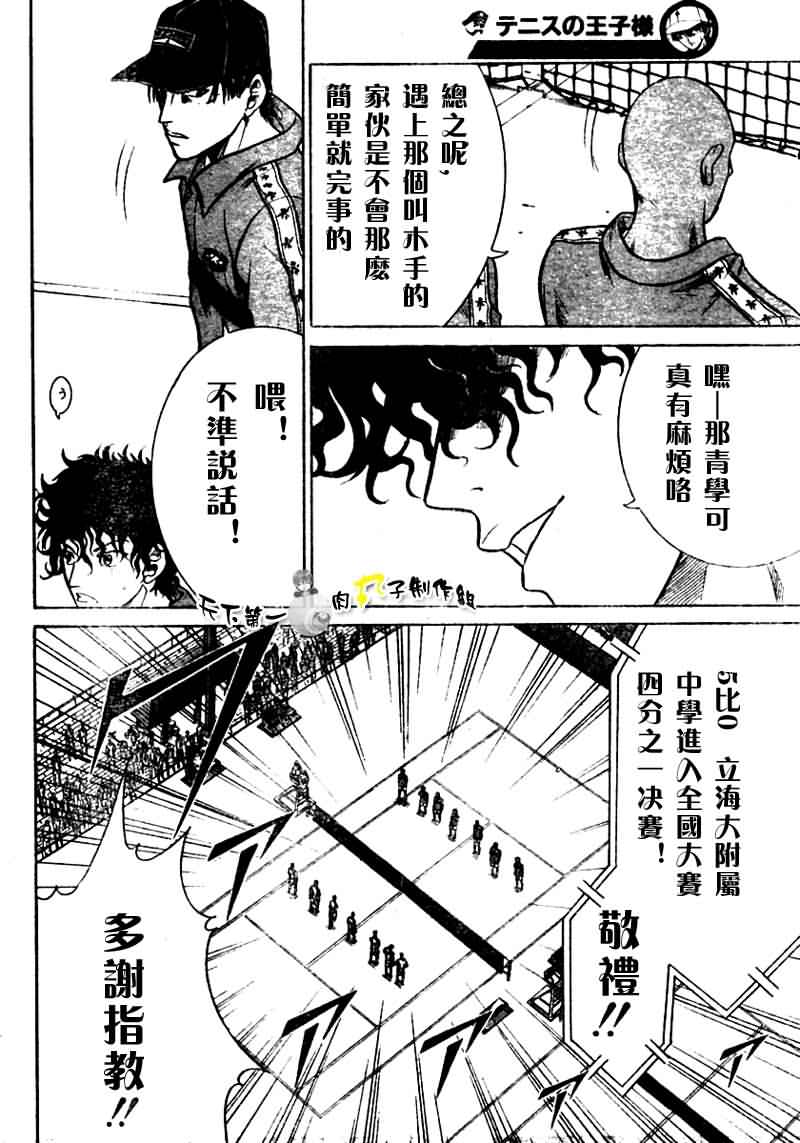 テニスの王子様
總之呢,
遇上那個叫木手的
家伙是不會那麼
簡單就完事的
嘿—那青學可
真有麻煩咯
喂！
不準説話！
う
天下第一
肉丸子制作組
5比0 立海大附屬
中學進入全國大賽
四分之一決賽！
敬禮!!
多謝指教!!